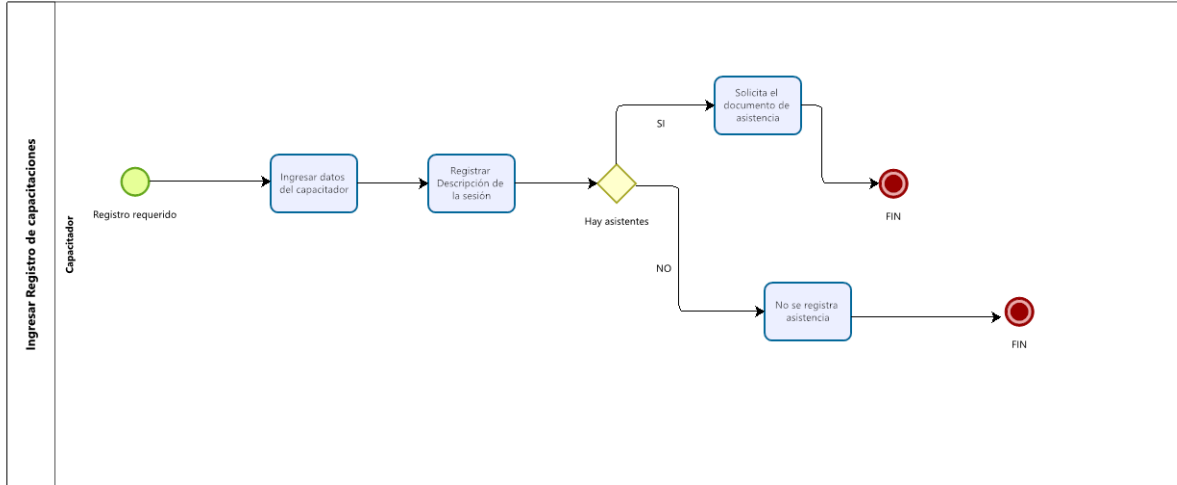 Ingresar Registro de capacitaciones
Capacitador
Registro requerido
Ingresar datos
del capacitador
Registrar
Descripción de
la sesión
Hay asistentes
SI
Solicita el
documento de
asistencia
FIN
NO
No se registra
asistencia
FIN